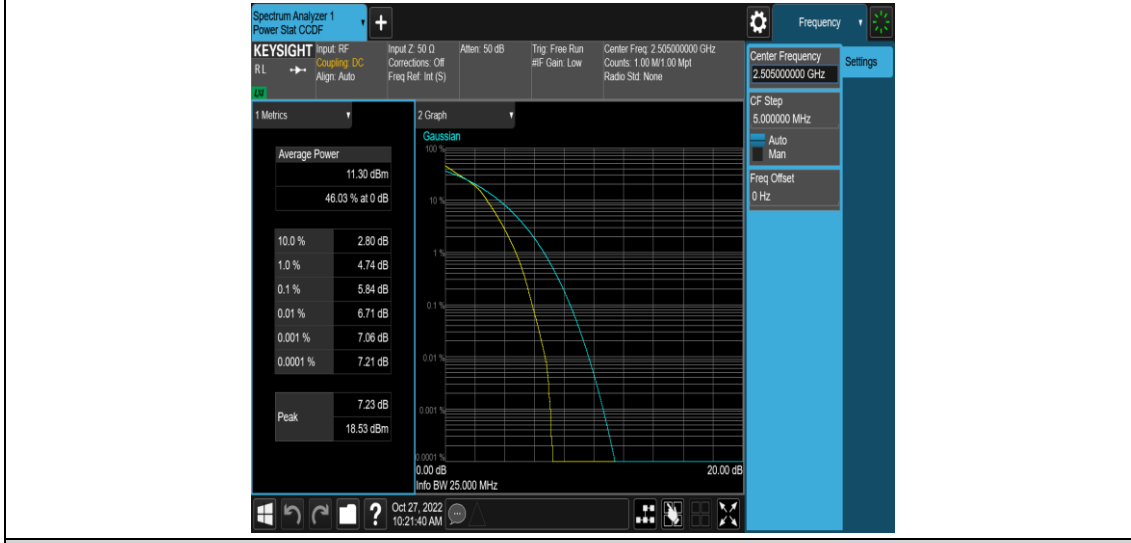 Spectrum Analyzer 1
Power Stat CCDF
Frequency
KEYSIGHT
RL
LXI
Input: RF
Coupling: DC
Align: Auto
Input Z: 50 Ω
Corrections: Off
Freq Ref: Int (S)
Atten: 50 dB
Trig: Free Run
#IF Gain: Low
Center Freq: 2.505000000 GHz
Counts: 1.00 M/1.00 Mpt
Radio Std: None
Center Frequency
2.505000000 GHz
Settings
CF Step
5.000000 MHz
Auto
Man
Freq Offset
0 Hz
1 Metrics
Average Power
11.30 dBm
46.03 % at 0 dB
10.0 % 2.80 dB
1.0 % 4.74 dB
0.1 % 5.84 dB
0.01 % 6.71 dB
0.001 % 7.06 dB
0.0001 % 7.21 dB
Peak 7.23 dB
18.53 dBm
2 Graph
Gaussian
100 %
10 %
1 %
0.1 %
0.01 %
0.001 %
0.0001 %
0.00 dB 20.00 dB
Info BW 25.000 MHz
Oct 27, 2022
10:21:40 AM